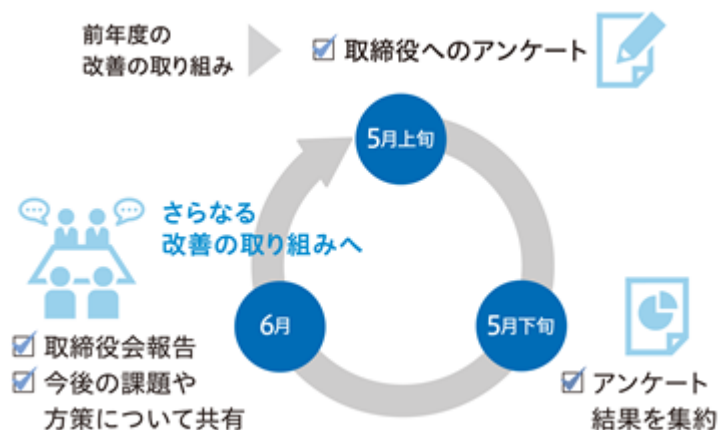 前年度の
改善の取り組み
取締役へのアンケート
5月上旬
さらなる
改善の取り組みへ
6月
5月下旬
取締役会報告
今後の課題や
方策について共有
アンケート
結果を集約